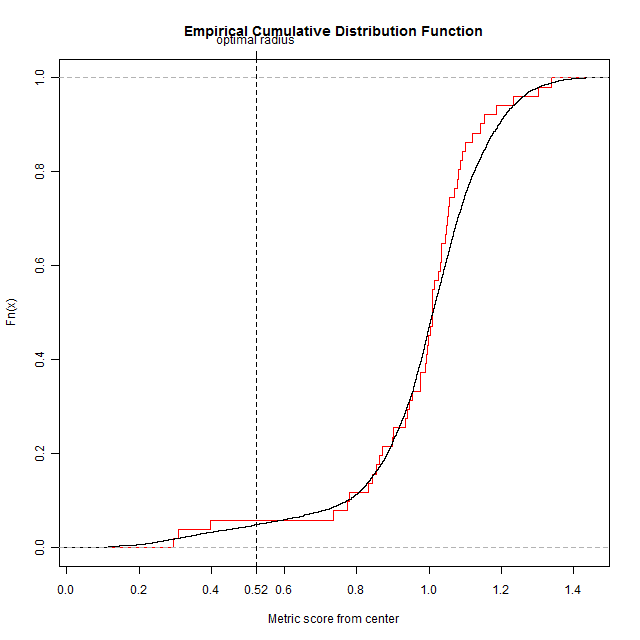 Empirical Cumulative Distribution Function
optimal radius
1.0
0.8
0.6
0.4
0.2
0.0
Fn(x)
0.0 0.2 0.4 0.52 0.6 0.8 1.0 1.2 1.4
Metric score from center